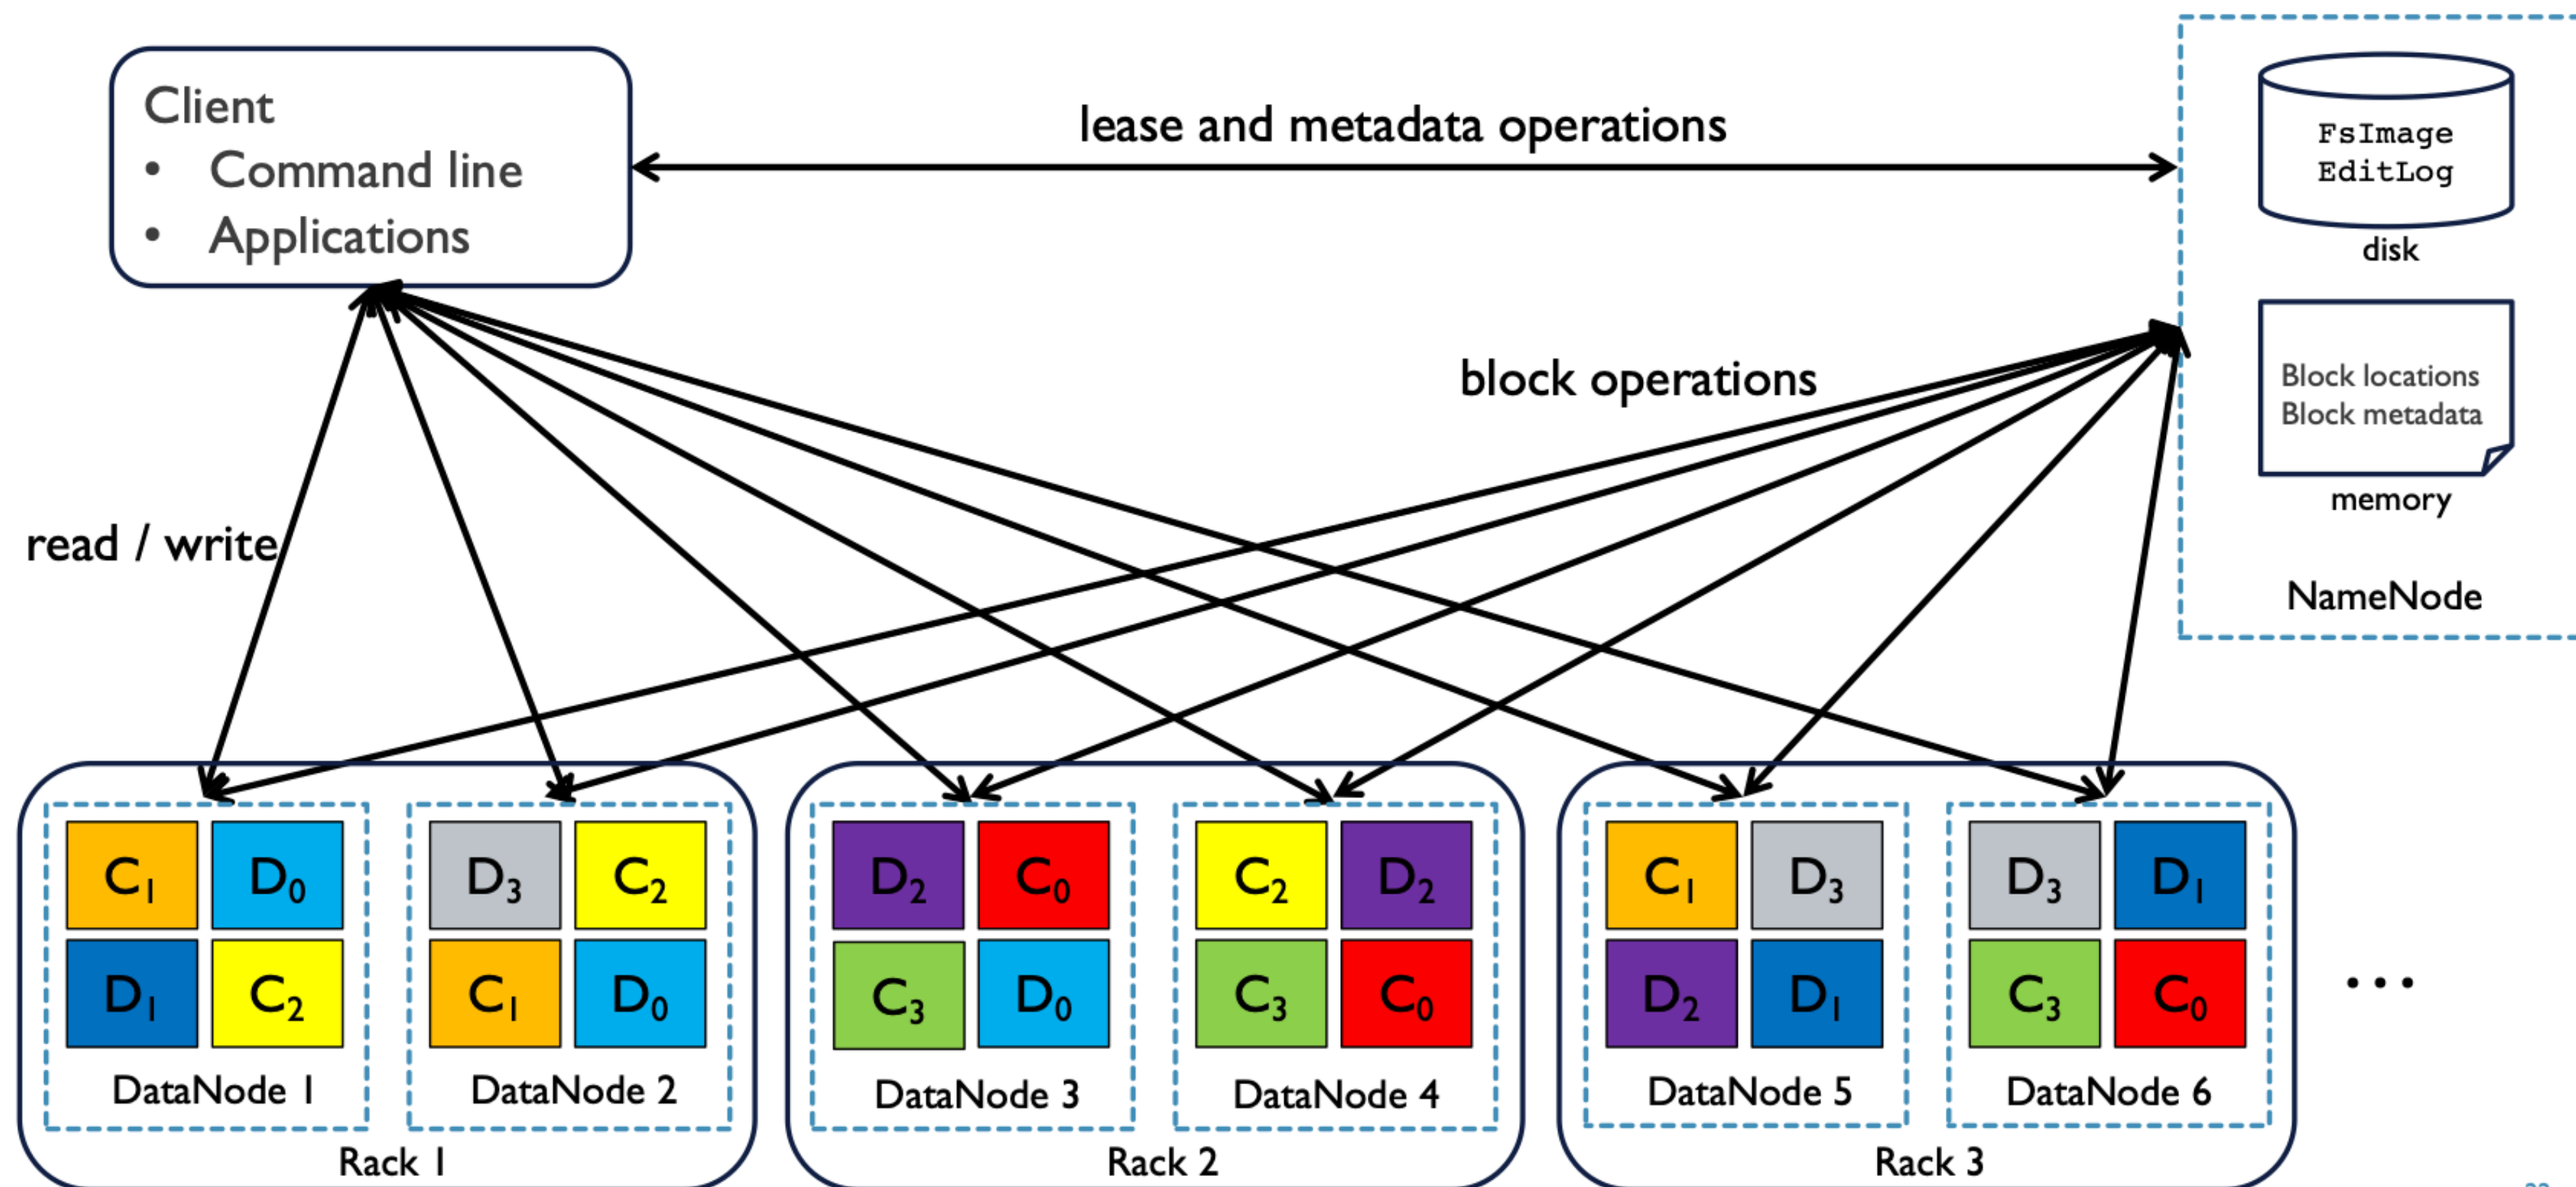 Client
• Command line
• Applications
lease and metadata operations
FsImage
EditLog
disk
Block locations
Block metadata
memory
NameNode
block operations
read / write
C₁ D₀
D₁ C₂
DataNode 1
D₃ C₂
C₁ D₀
DataNode 2
Rack 1
D₂ C₀
C₃ D₀
DataNode 3
C₂ D₂
C₃ C₀
DataNode 4
Rack 2
C₁ D₃
D₂ D₁
DataNode 5
D₃ D₁
C₃ C₀
DataNode 6
Rack 3
...